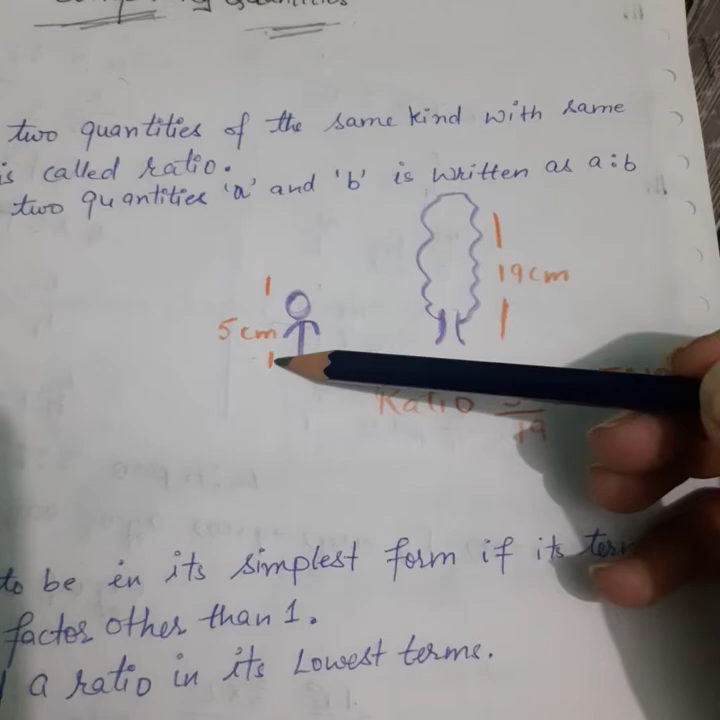 Quantities
two quantities of the same kind with same
is called ratio.
two quantities 'a' and 'b' is written as a:b
19cm
5cm
Ratio
19
to be in its simplest form if its
factor other than 1.
a ratio in its Lowest terms.